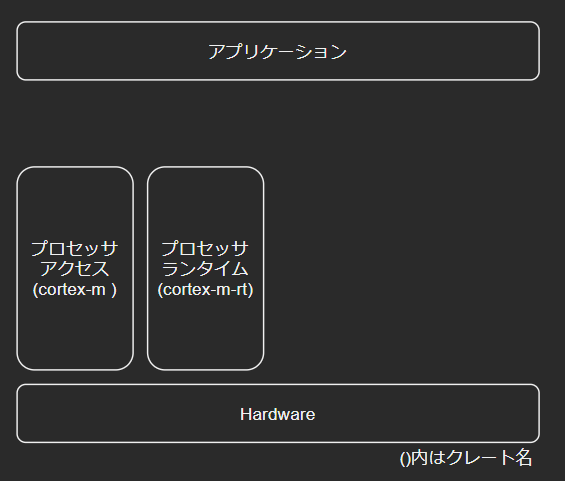 アプリケーション
プロセッサ
アクセス
(cortex-m )
プロセッサ
ランタイム
(cortex-m-rt)
Hardware
()内はクレート名